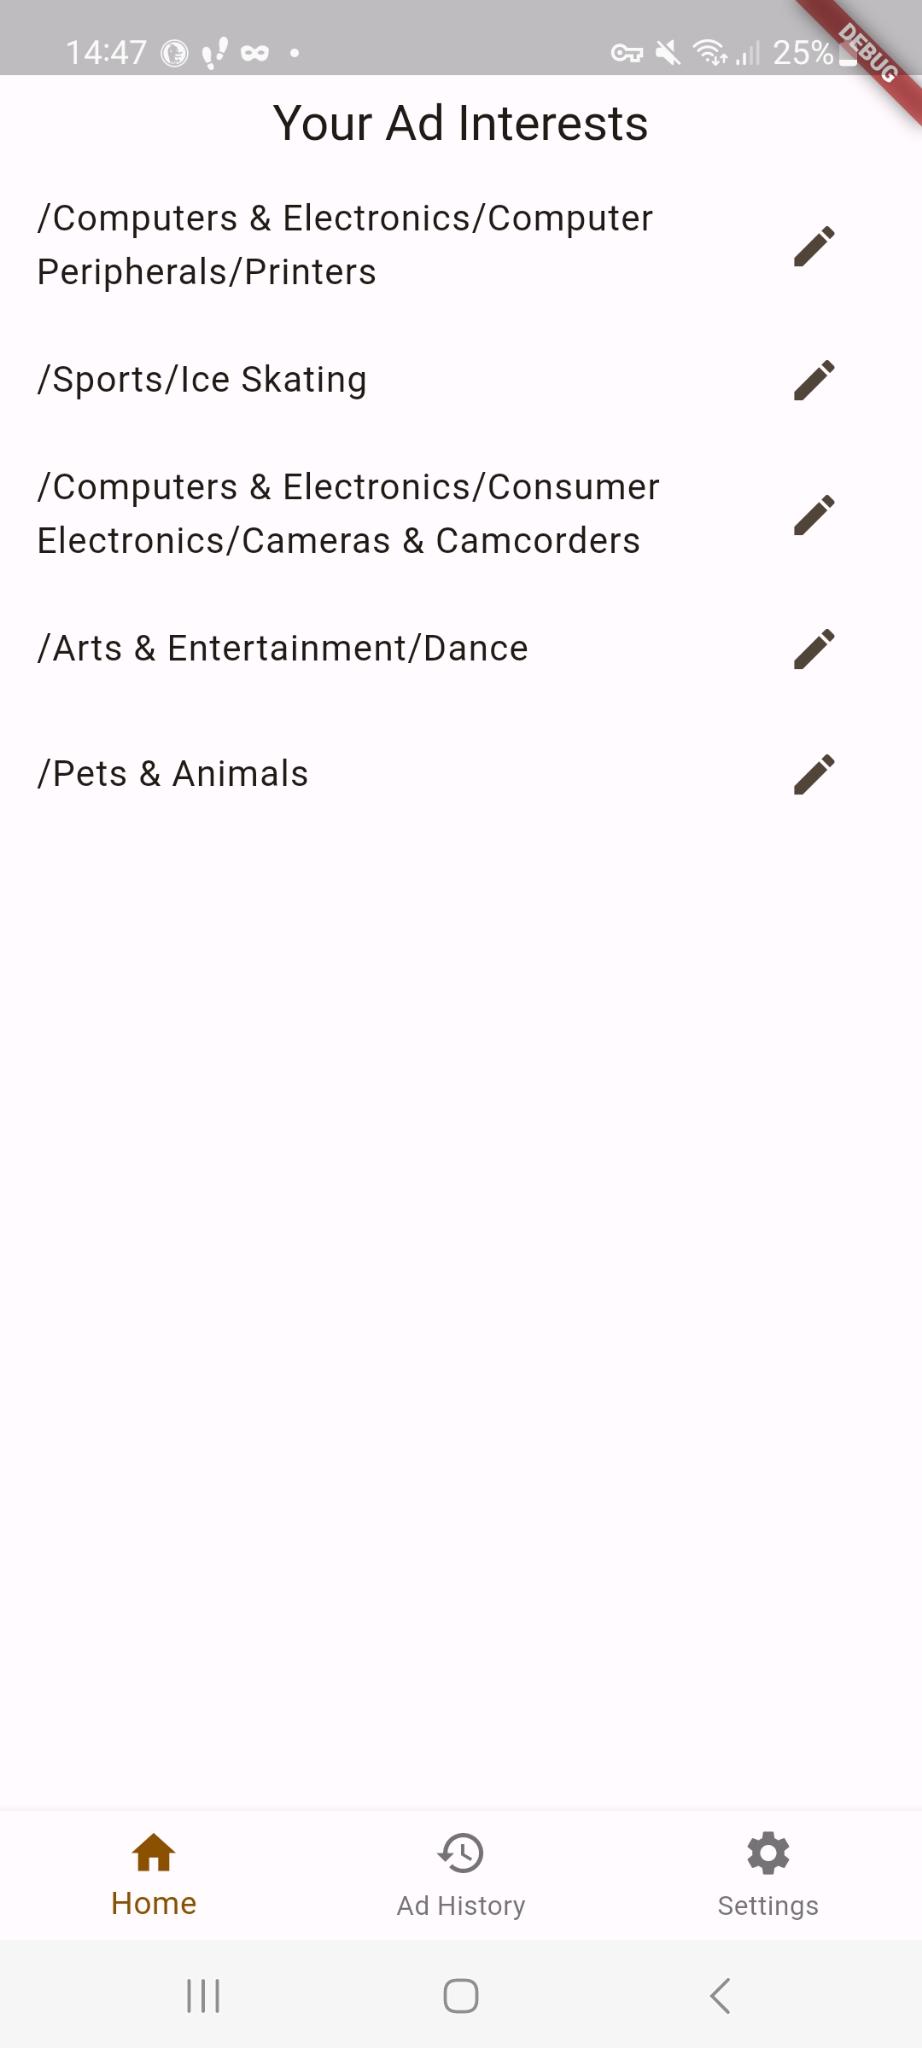 14:47
25%
DEBUG
Your Ad Interests
/Computers & Electronics/Computer
Peripherals/Printers
/Sports/Ice Skating
/Computers & Electronics/Consumer
Electronics/Cameras & Camcorders
/Arts & Entertainment/Dance
/Pets & Animals
Home
Ad History
Settings